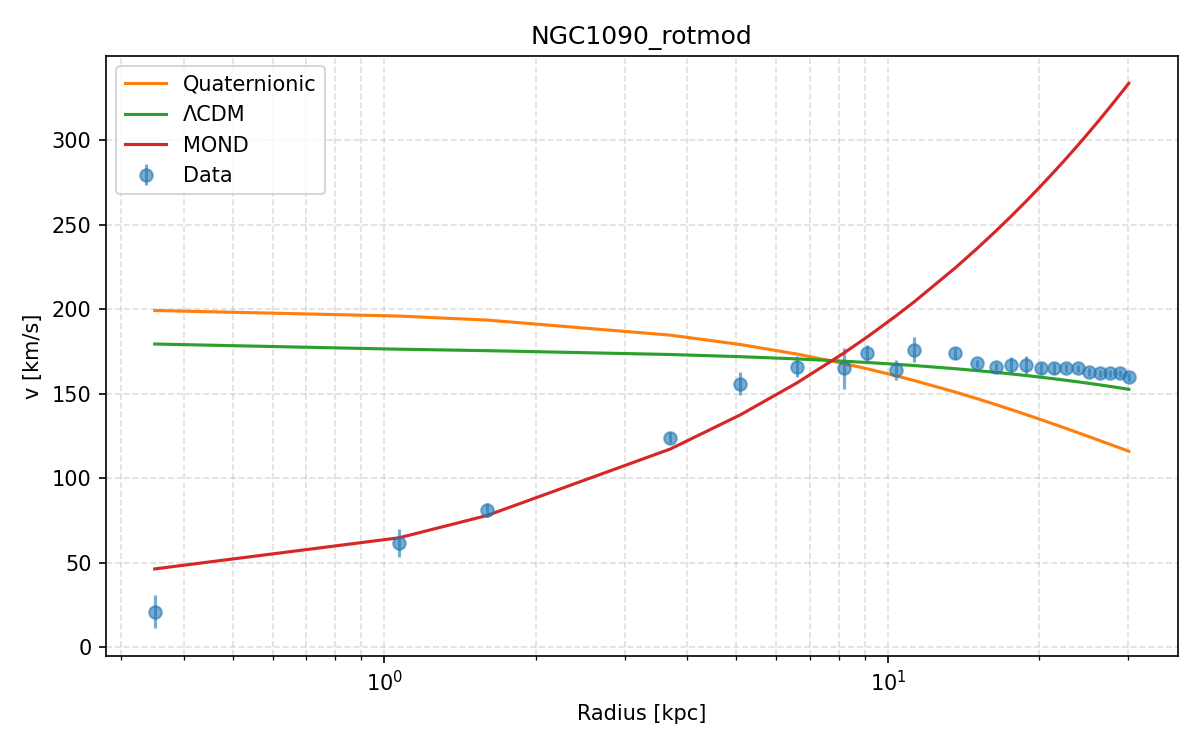 NGC1090_rotmod
Quaternionic
ΛCDM
MOND
Data
300
250
200
150
100
50
0
v [km/s]
10⁰
10¹
Radius [kpc]